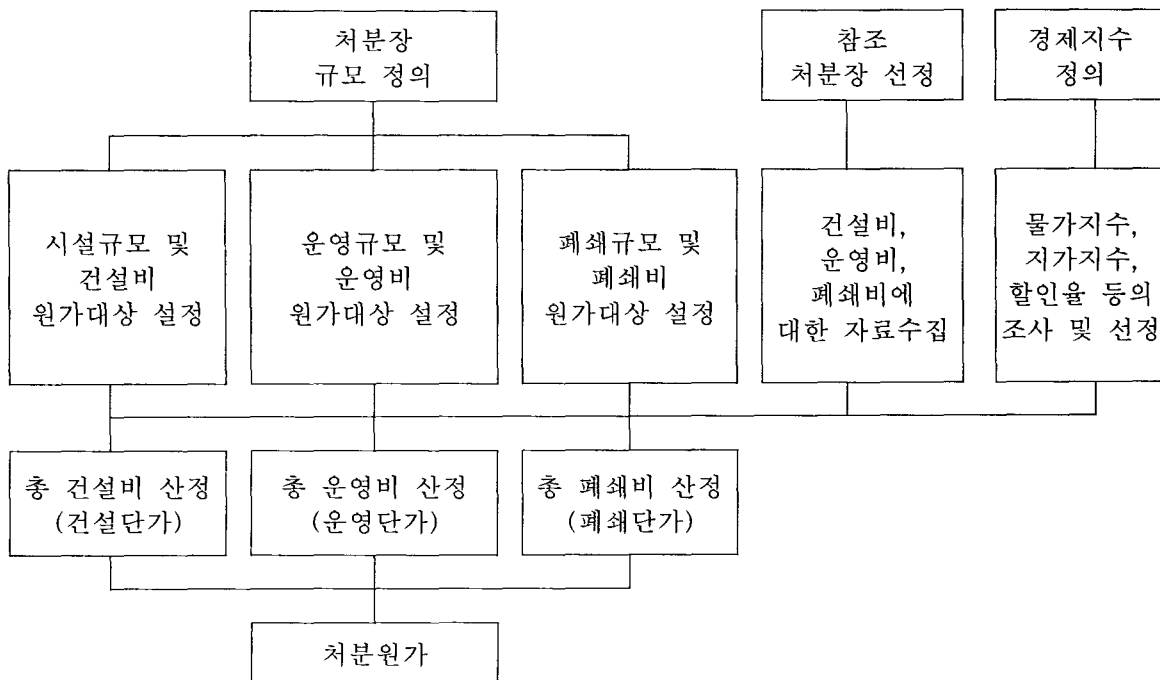 처분장
규모 정의
참조
처분장 선정
경제지수
정의
시설규모 및
건설비
원가대상 설정
운영규모 및
운영비
원가대상 설정
폐쇄규모 및
폐쇄비
원가대상 설정
건설비,
운영비,
폐쇄비에
대한 자료수집
물가지수,
지가지수,
할인율 등의
조사 및 선정
총 건설비 산정
(건설단가)
총 운영비 산정
(운영단가)
총 폐쇄비 산정
(폐쇄단가)
처분원가